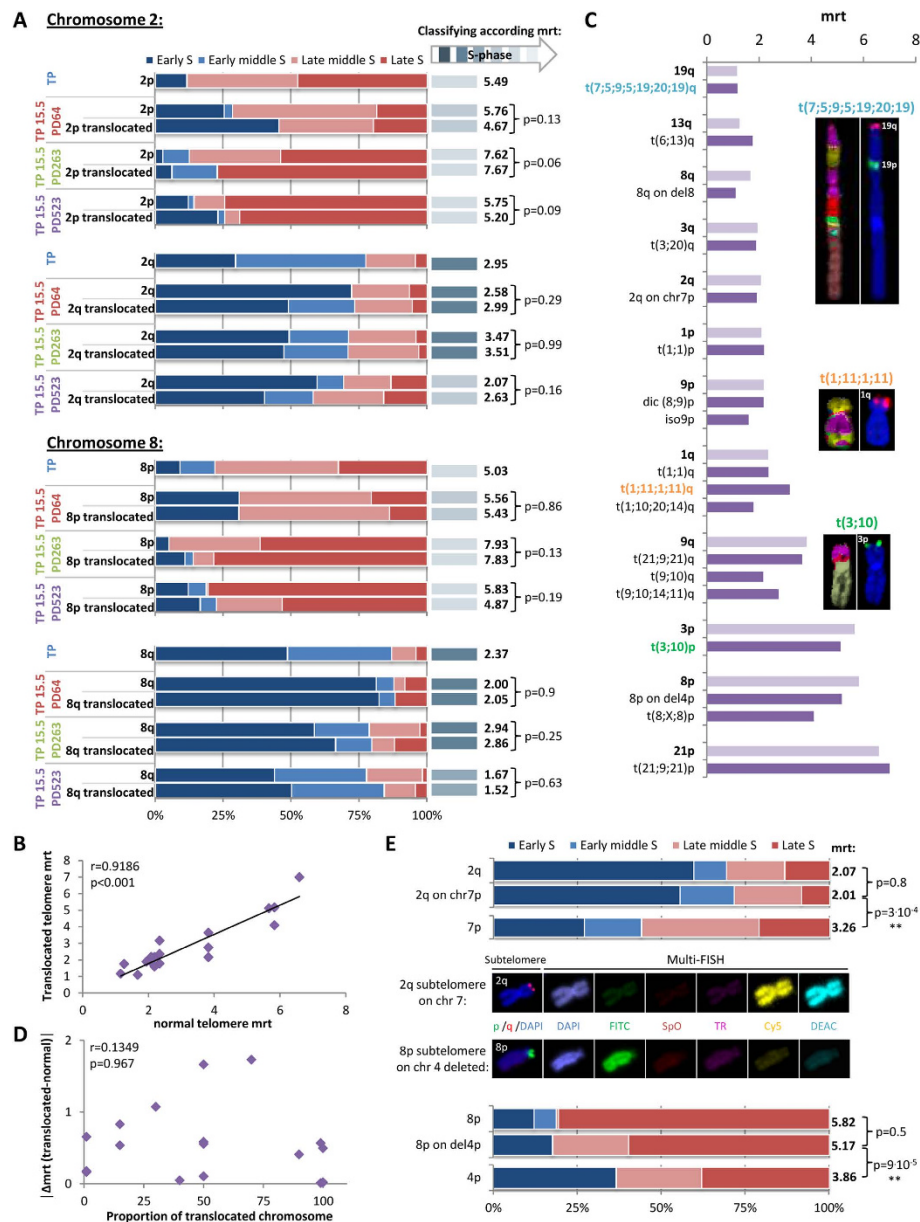 A
Chromosome 2:
Classifying according mrt:
S-phase
Early S Early middle S Late middle S Late S
TP
2p
5.49
TP 15.5
PD64
2p
5.76
2p translocated
4.67
p=0.13
TP 15.5
PD263
2p
7.62
2p translocated
7.67
p=0.06
TP 15.5
PD523
2p
5.75
2p translocated
5.20
p=0.09
TP
2q
2.95
TP 15.5
PD64
2q
2.58
2q translocated
2.99
p=0.29
TP 15.5
PD263
2q
3.47
2q translocated
3.51
p=0.99
TP 15.5
PD523
2q
2.07
2q translocated
2.63
p=0.16
Chromosome 8:
TP
8p
5.03
TP 15.5
PD64
8p
5.56
8p translocated
5.43
p=0.86
TP 15.5
PD263
8p
7.93
8p translocated
7.83
p=0.13
TP 15.5
PD523
8p
5.83
8p translocated
4.87
p=0.19
TP
8q
2.37
TP 15.5
PD64
8q
2.00
8q translocated
2.05
p=0.9
TP 15.5
PD263
8q
2.94
8q translocated
2.86
p=0.25
TP 15.5
PD523
8q
1.67
8q translocated
1.52
p=0.63
0% 25% 50% 75% 100%
B
Translocated telomere mrt
r=0.9186
p<0.001
8
7
6
5
4
3
2
1
0
0 2 4 6 8
normal telomere mrt
D
|Δmrt (translocated-normal)|
r=0.1349
p=0.967
2
1
0
0 25 50 75 100
Proportion of translocated chromosome
C
mrt
0 2 4 6 8
19q
t(7;5;9;5;19;20;19)q
13q
t(6;13)q
8q
8q on del8
3q
t(3;20)q
2q
2q on chr7p
1p
t(1;1)p
9p
dic (8;9)p
iso9p
1q
t(1;1)q
t(1;11;1;11)q
t(1;10;20;14)q
9q
t(21;9;21)q
t(9;10)q
t(9;10;14;11)q
3p
t(3;10)p
8p
8p on del4p
t(8;X;8)p
21p
t(21;9;21)p
t(7;5;9;5;19;20;19)
19q
19p
t(1;11;1;11)
1q
t(3;10)
3p
E
Early S Early middle S Late middle S Late S
mrt:
2q
2.07
2q on chr7p
2.01
7p
3.26
p=0.8
p=3·10-4
**
Subtelomere Multi-FISH
2q subtelomere
on chr 7:
2q
p /q /DAPI DAPI FITC SpO TR Cy5 DEAC
8p subtelomere
on chr 4 deleted:
8p
8p
5.82
8p on del4p
5.17
4p
3.86
p=0.5
p=9·10-5
**
0% 25% 50% 75% 100%